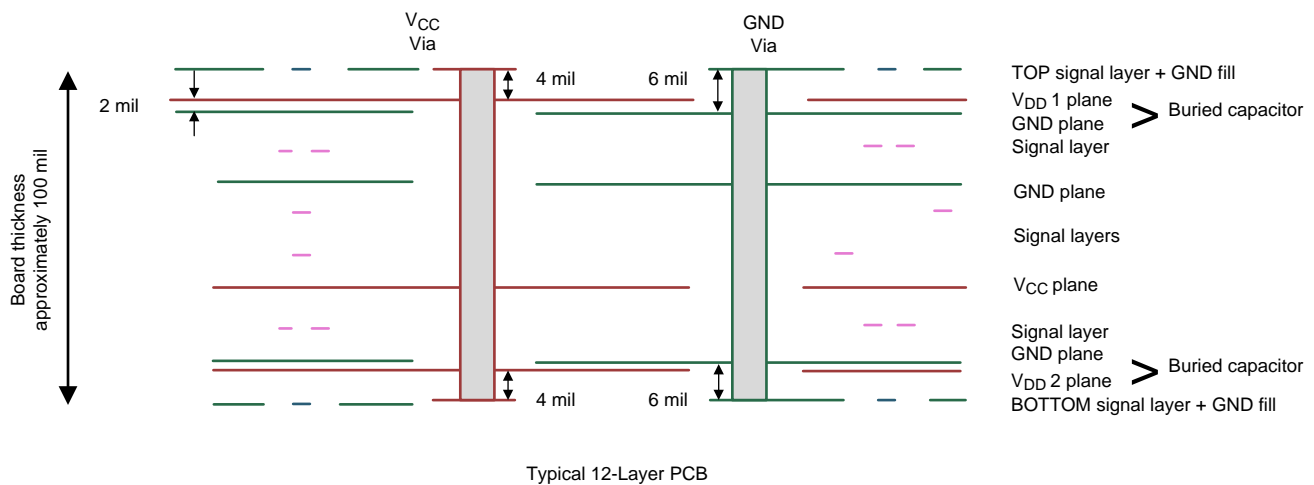 VCC
Via
GND
Via
4 mil
6 mil
2 mil
TOP signal layer + GND fill
VDD 1 plane
GND plane
> Buried capacitor
Signal layer
GND plane
Signal layers
VCC plane
Signal layer
GND plane
VDD 2 plane
> Buried capacitor
BOTTOM signal layer + GND fill
4 mil
6 mil
Board thickness
approximately 100 mil
Typical 12-Layer PCB